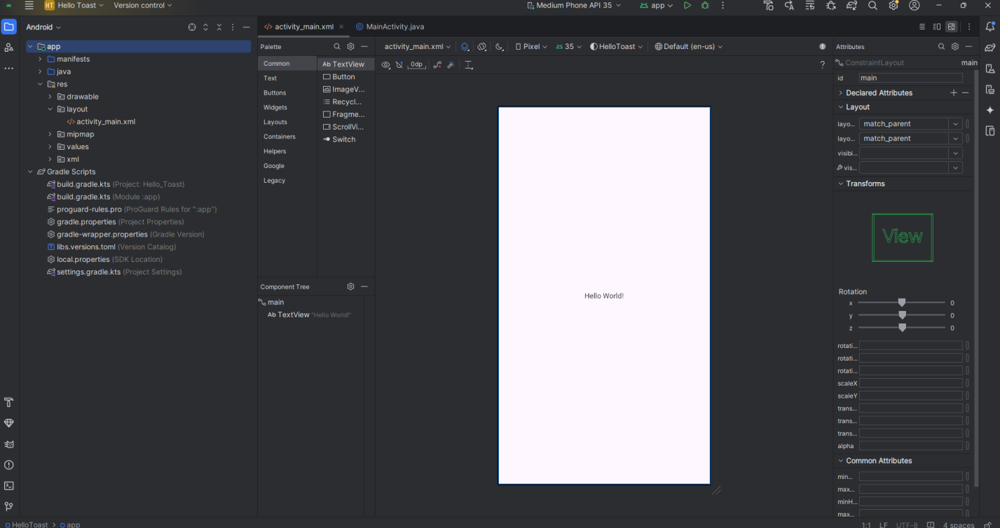 HT Hello Toast Version control Medium Phone API 35 app
Android
app
manifests
java
res
drawable
layout
activity_main.xml
mipmap
values
xml
Gradle Scripts
build.gradle.kts (Project: Hello_Toast)
build.gradle.kts (Module :app)
proguard-rules.pro (ProGuard Rules for ":app")
gradle.properties (Project Properties)
gradle-wrapper.properties (Gradle Version)
libs.versions.toml (Version Catalog)
local.properties (SDK Location)
settings.gradle.kts (Project Settings)
activity_main.xml MainActivity.java
Palette
Common
Text
Buttons
Widgets
Layouts
Containers
Helpers
Google
Legacy
Ab TextView
Button
ImageV...
Recycl...
Fragme...
ScrollVi...
Switch
Component Tree
main
Ab TextView "Hello World!"
activity_main.xml Pixel 35 HelloToast Default (en-us)
0dp ?
Hello World!
Attributes
ConstraintLayout main
id main
Declared Attributes
Layout
layo... match_parent
layo... match_parent
visibi...
vis...
Transforms
View
Rotation
x 0
y 0
z 0
rotati...
rotati...
rotati...
scaleX
scaleY
trans...
trans...
trans...
alpha
Common Attributes
min...
max...
minH...
max...
HelloToast > app 1:1 LF UTF-8 4 spaces